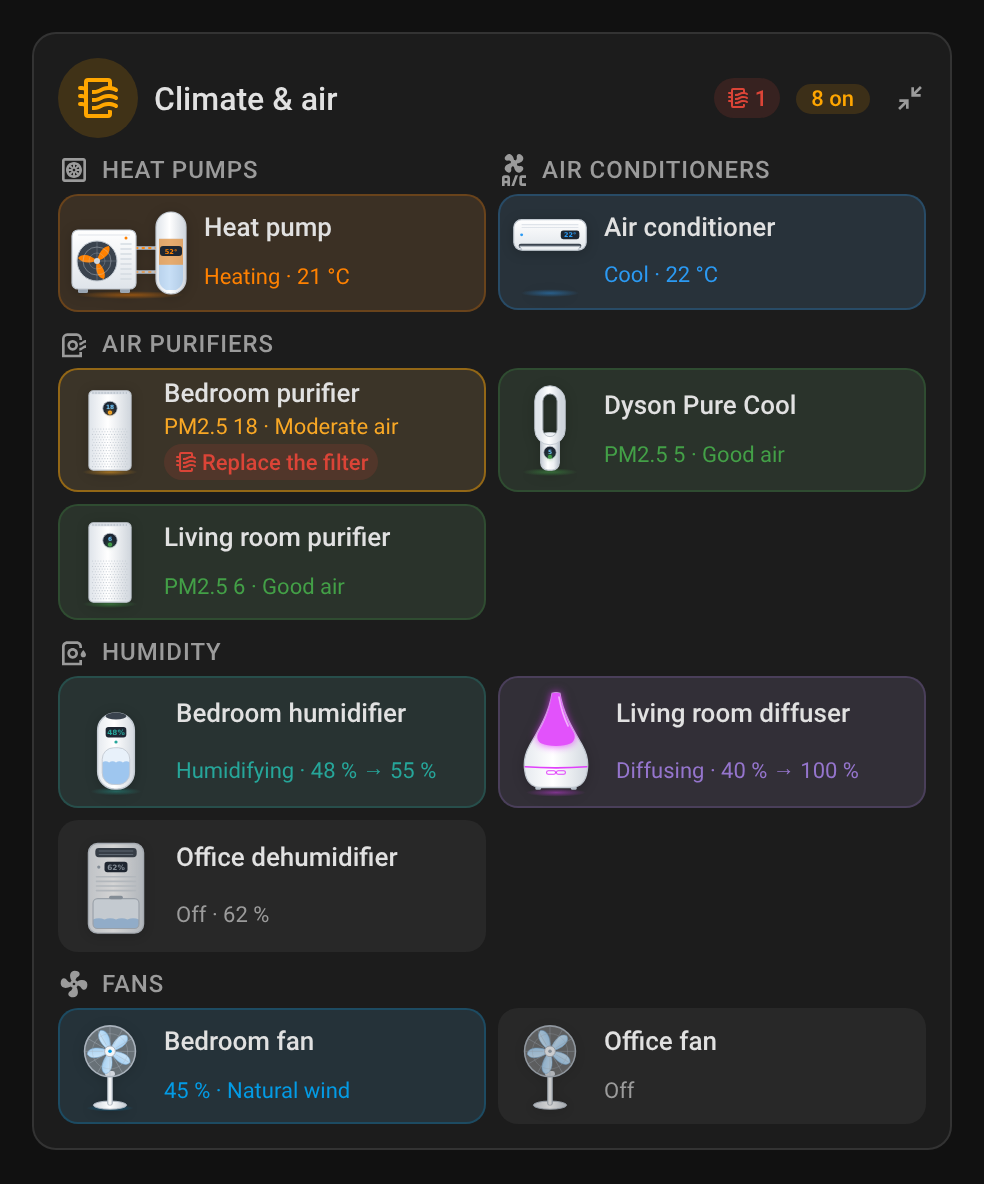 Climate & air
1
8 on
HEAT PUMPS
A/C
AIR CONDITIONERS
52°
Heat pump
Heating · 21 °C
22°
Air conditioner
Cool · 22 °C
AIR PURIFIERS
18
Bedroom purifier
PM2.5 18 · Moderate air
Replace the filter
5
Dyson Pure Cool
PM2.5 5 · Good air
6
Living room purifier
PM2.5 6 · Good air
HUMIDITY
48%
Bedroom humidifier
Humidifying · 48 % → 55 %
Living room diffuser
Diffusing · 40 % → 100 %
62%
Office dehumidifier
Off · 62 %
FANS
Bedroom fan
45 % · Natural wind
Office fan
Off